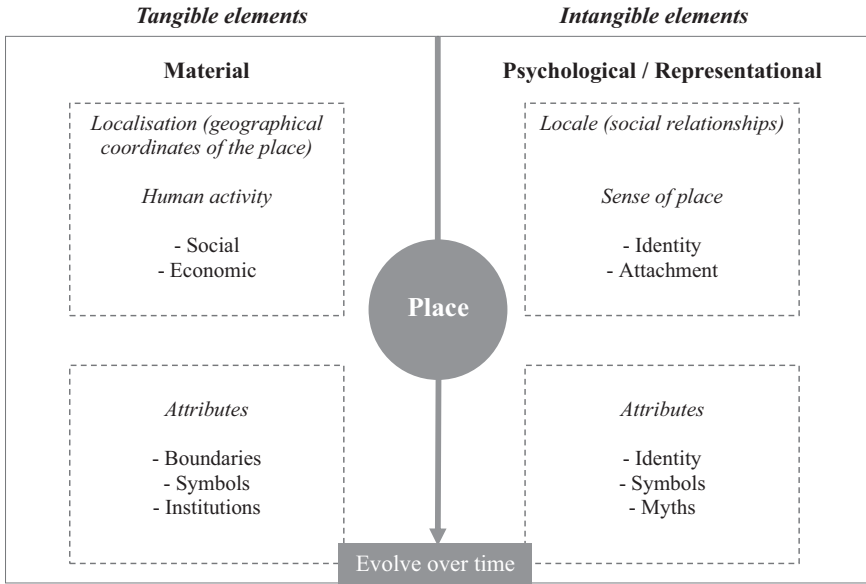 Tangible elements
Intangible elements
Material
Localisation (geographical
coordinates of the place)
Human activity
- Social
- Economic
Psychological / Representational
Locale (social relationships)
Sense of place
- Identity
- Attachment
Place
Attributes
- Boundaries
- Symbols
- Institutions
Attributes
- Identity
- Symbols
- Myths
Evolve over time